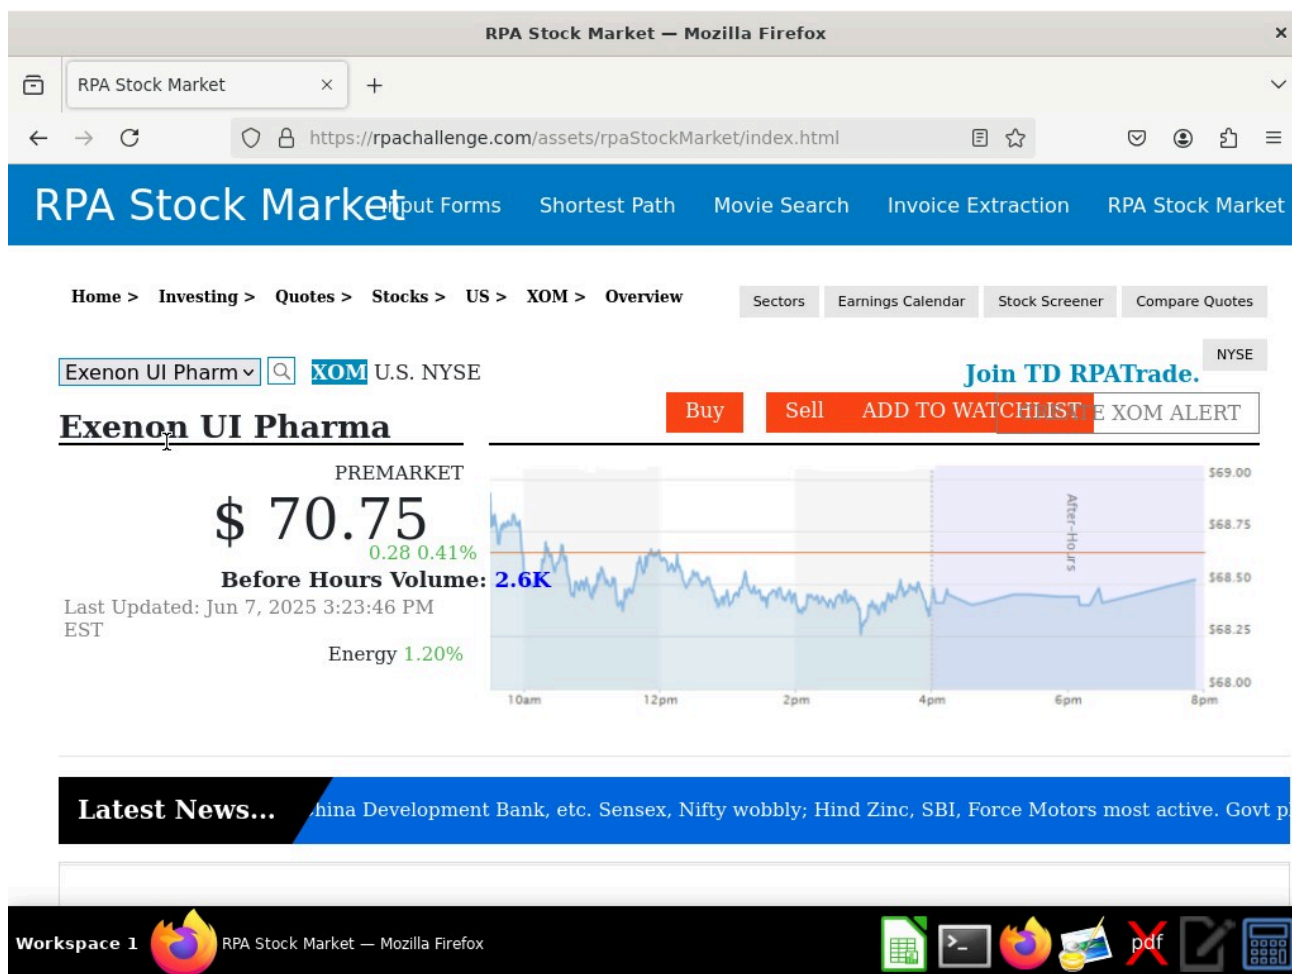 RPA Stock Market — Mozilla Firefox
RPA Stock Market
https://rpachallenge.com/assets/rpaStockMarket/index.html
RPA Stock Market
Input Forms Shortest Path Movie Search Invoice Extraction RPA Stock Market
Home > Investing > Quotes > Stocks > US > XOM > Overview
Sectors Earnings Calendar Stock Screener Compare Quotes
NYSE
Exenon UI Pharm
XOM U.S. NYSE
Join TD RPATrade.
Buy Sell ADD TO WATCHLIST CREATE XOM ALERT
Exenon UI Pharma
PREMARKET
$ 70.75
0.28 0.41%
Before Hours Volume: 2.6K
Last Updated: Jun 7, 2025 3:23:46 PM
EST
Energy 1.20%
$69.00
$68.75
$68.50
$68.25
$68.00
After-Hours
10am 12pm 2pm 4pm 6pm 8pm
Latest News...
hina Development Bank, etc. Sensex, Nifty wobbly; Hind Zinc, SBI, Force Motors most active. Govt p
Workspace 1 RPA Stock Market — Mozilla Firefox
pdf